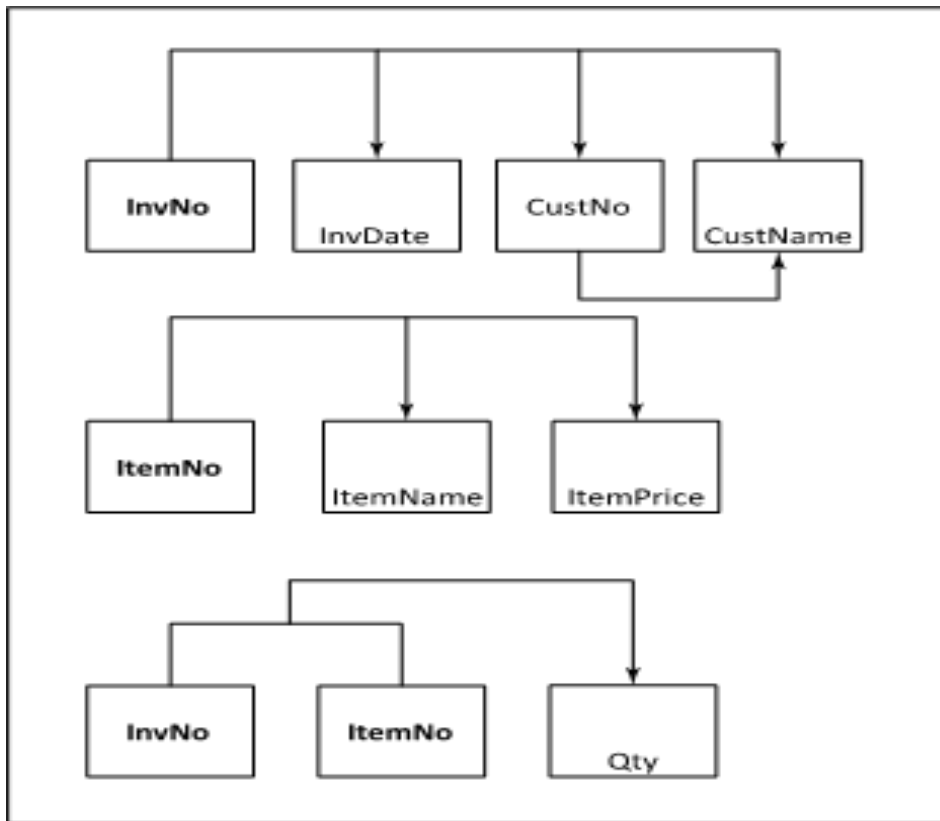 InvNo
InvDate
CustNo
CustName
ItemNo
ItemName
ItemPrice
InvNo
ItemNo
Qty